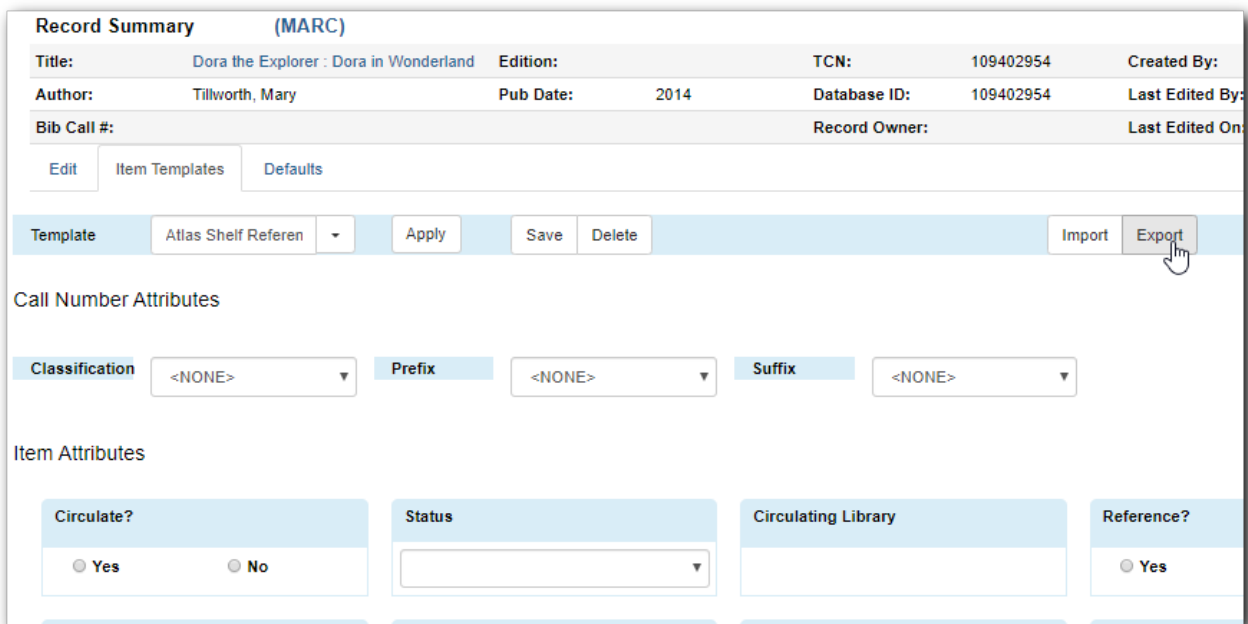 Record Summary (MARC)
Title: Dora the Explorer : Dora in Wonderland Edition: TCN: 109402954 Created By:
Author: Tillworth, Mary Pub Date: 2014 Database ID: 109402954 Last Edited By:
Bib Call #: Record Owner: Last Edited On:
Edit Item Templates Defaults
Template Atlas Shelf Referen Apply Save Delete Import Export
Call Number Attributes
Classification <NONE> Prefix <NONE> Suffix <NONE>
Item Attributes
Circulate? Status Circulating Library Reference?
Yes No Yes